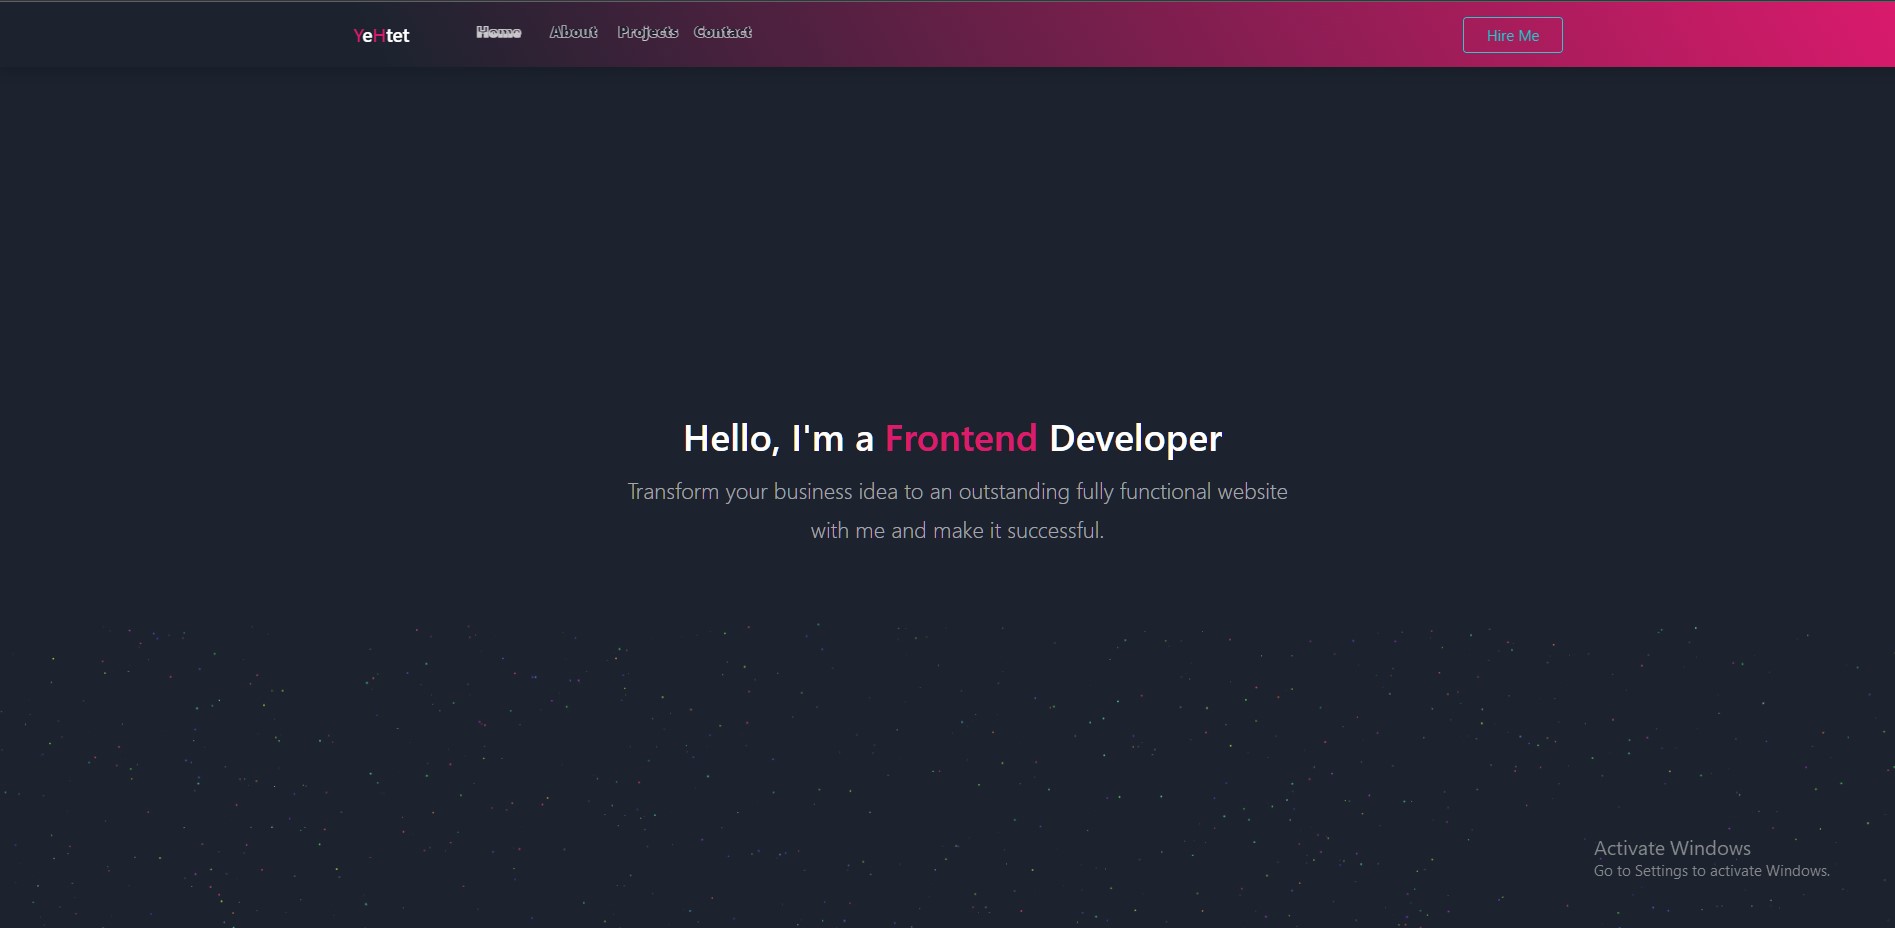 YeHtet
Home About Projects Contact
Hire Me
Hello, I'm a Frontend Developer
Transform your business idea to an outstanding fully functional website
with me and make it successful.
Activate Windows
Go to Settings to activate Windows.